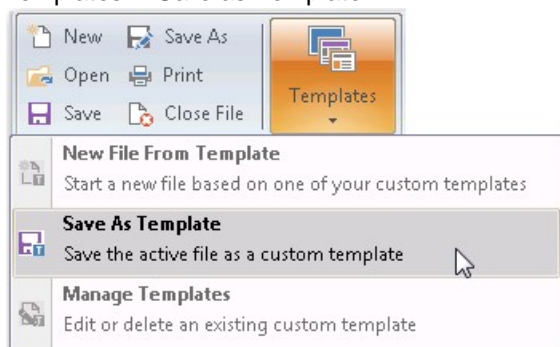 New Save As
Open Print
Save Close File
Templates
New File From Template
Start a new file based on one of your custom templates
Save As Template
Save the active file as a custom template
Manage Templates
Edit or delete an existing custom template